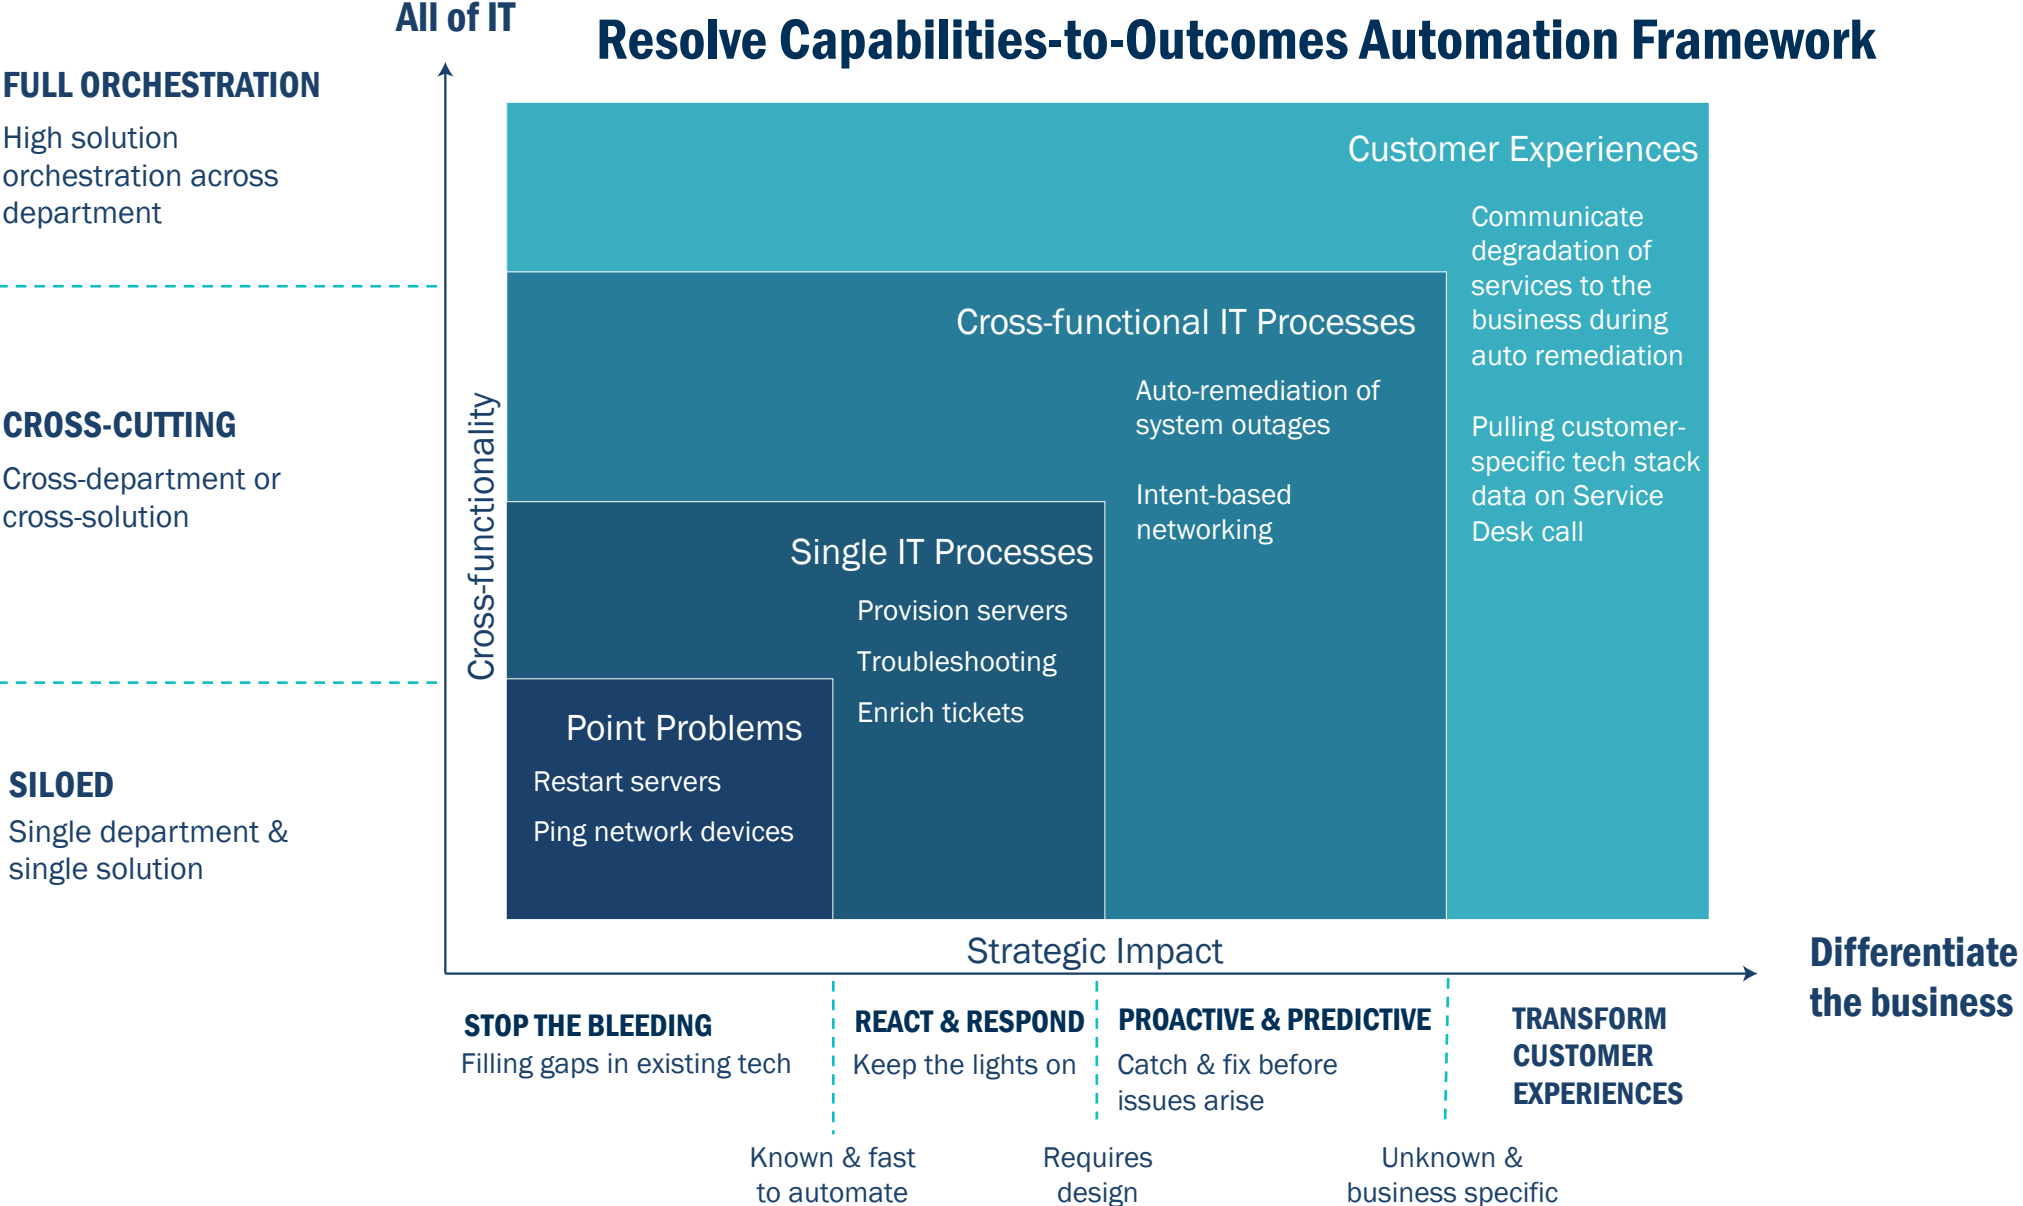 All of IT
Resolve Capabilities-to-Outcomes Automation Framework
FULL ORCHESTRATION
High solution
orchestration across
department
CROSS-CUTTING
Cross-department or
cross-solution
SILOED
Single department &
single solution
Cross-functionality
Customer Experiences
Communicate
degradation of
services to the
business during
auto remediation
Pulling customer-
specific tech stack
data on Service
Desk call
Cross-functional IT Processes
Auto-remediation of
system outages
Intent-based
networking
Single IT Processes
Provision servers
Troubleshooting
Enrich tickets
Point Problems
Restart servers
Ping network devices
Strategic Impact
Differentiate
the business
STOP THE BLEEDING
Filling gaps in existing tech
REACT & RESPOND
Keep the lights on
PROACTIVE & PREDICTIVE
Catch & fix before
issues arise
TRANSFORM
CUSTOMER
EXPERIENCES
Known & fast
to automate
Requires
design
Unknown &
business specific